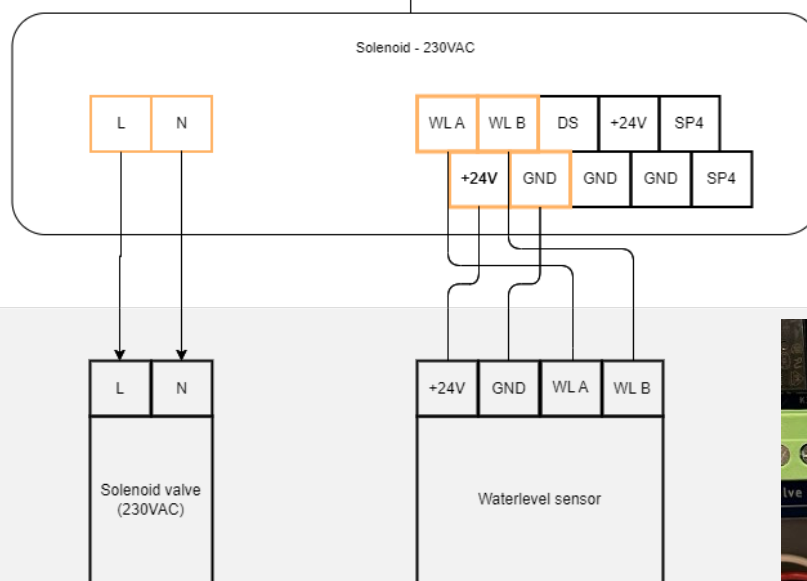 Solenoid - 230VAC
L N
WL A WL B DS +24V SP4
+24V GND GND GND SP4
L N
+24V GND WL A WL B
Solenoid valve
(230VAC)
Waterlevel sensor
lve